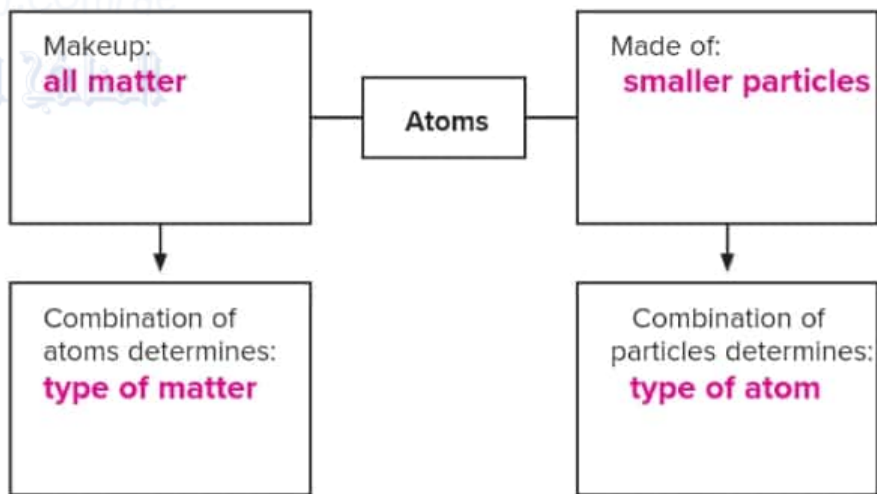 Makeup:
all matter
Atoms
Made of:
smaller particles
Combination of
atoms determines:
type of matter
Combination of
particles determines:
type of atom